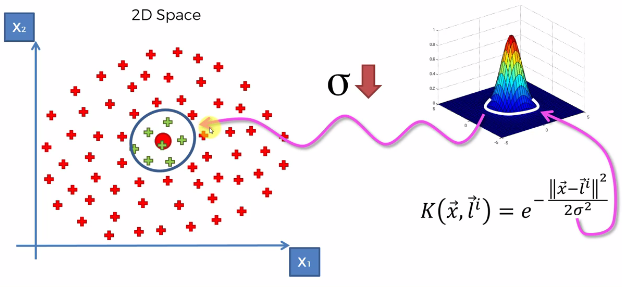 2D Space
X₂
σ
K(x⃗, l⃗ⁱ) = e^(-‖x⃗-l⃗ⁱ‖²/2σ²)
X₁